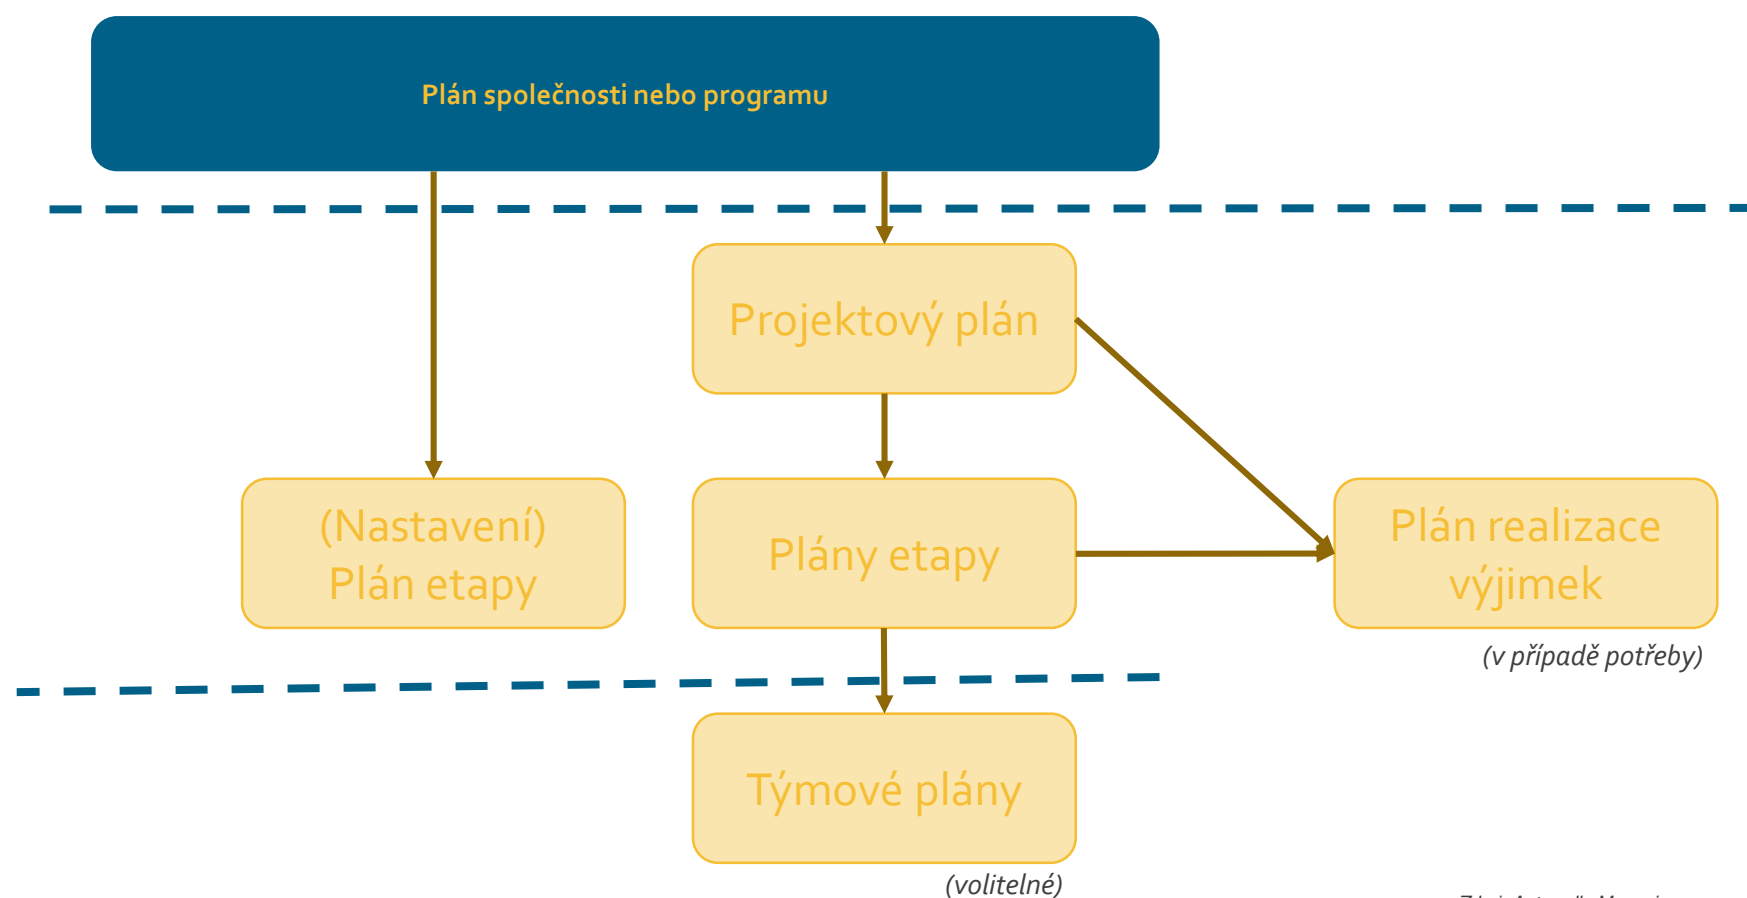 Plán společnosti nebo programu
Projektový plán
(Nastavení)
Plán etapy
Plány etapy
Plán realizace
výjimek
(v případě potřeby)
Týmové plány
(volitelné)